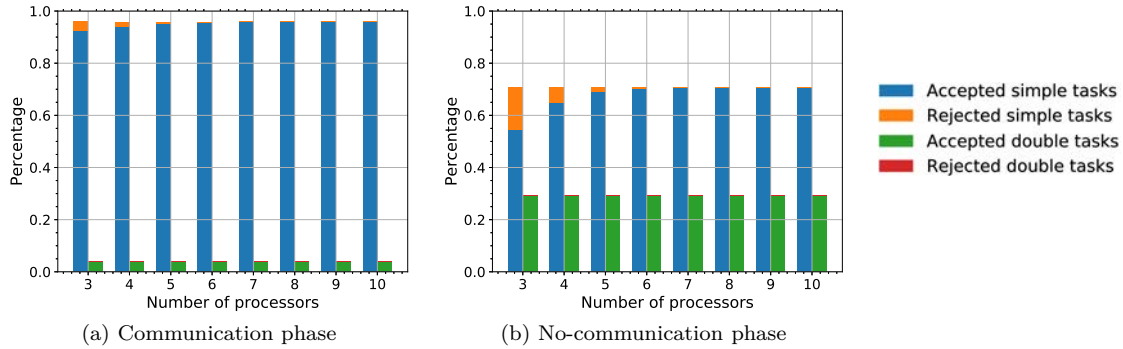 1.0
0.8
0.6
0.4
0.2
0.0
Percentage
3 4 5 6 7 8 9 10
Number of processors
(a) Communication phase
1.0
0.8
0.6
0.4
0.2
0.0
Percentage
3 4 5 6 7 8 9 10
Number of processors
(b) No-communication phase
Accepted simple tasks
Rejected simple tasks
Accepted double tasks
Rejected double tasks